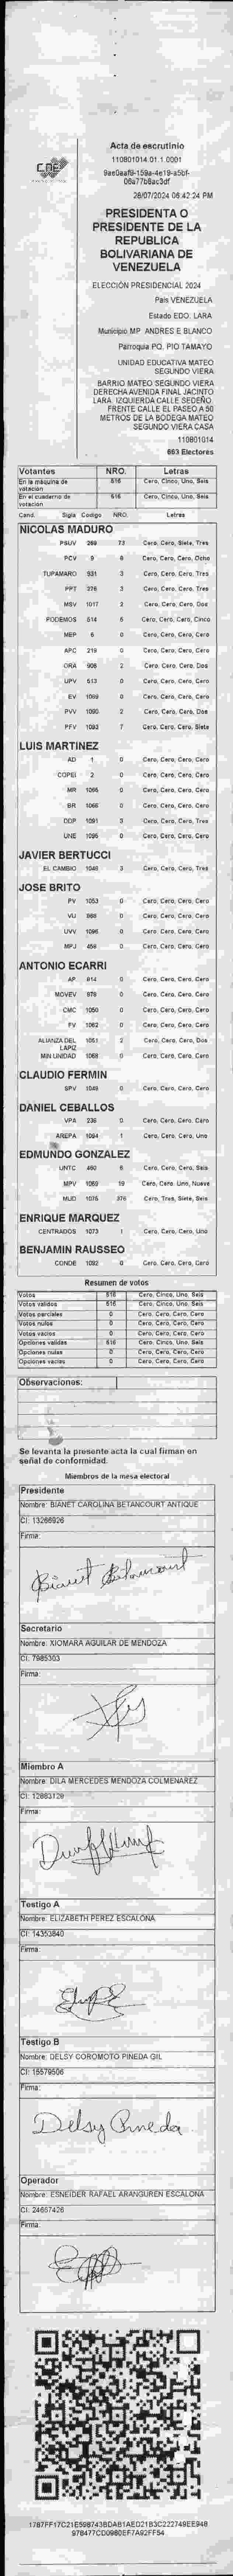 CNE
Acta de escrutinio
110801014.01.1.0001
28/07/2024 06:42:24 PM
PRESIDENTA O
PRESIDENTE DE LA
REPUBLICA
BOLIVARIANA DE
VENEZUELA
ELECCIÓN PRESIDENCIAL 2024
País VENEZUELA
Estado EDO. LARA
Municipio MP. ANDRES E BLANCO
Parroquia PQ. PIO TAMAYO
UNIDAD EDUCATIVA MATEO
SEGUNDO VIERA
BARRIO MATEO SEGUNDO VIERA
DERECHA AVENIDA FINAL JACINTO
LARA. IZQUIERDA CALLE SEDEÑO.
FRENTE CALLE EL PASEO A 50
METROS DE LA BODEGA MATEO
SEGUNDO VIERA CASA
110801014
663 Electores
Votantes NRO. Letras
En la máquina de votación 516 Cero, Cinco, Uno, Seis
En el cuaderno de votación 516 Cero, Cinco, Uno, Seis
Cand. Sigla Codigo NRO. Letras
NICOLAS MADURO
PSUV 269 73 Cero, Cero, Siete, Tres
PCV 9 8 Cero, Cero, Cero, Ocho
TUPAMARO 531 3 Cero, Cero, Cero, Tres
PPT 376 3 Cero, Cero, Cero, Tres
MSV 1017 2 Cero, Cero, Cero, Dos
PODEMOS 514 5 Cero, Cero, Cero, Cinco
MEP 5 0 Cero, Cero, Cero, Cero
APC 219 0 Cero, Cero, Cero, Cero
ORA 908 2 Cero, Cero, Cero, Dos
UPV 613 0 Cero, Cero, Cero, Cero
EV 1089 0 Cero, Cero, Cero, Cero
PVV 1090 2 Cero, Cero, Cero, Dos
PFV 1093 7 Cero, Cero, Cero, Siete
LUIS MARTINEZ
AD 1 0 Cero, Cero, Cero, Cero
COPEI 2 0 Cero, Cero, Cero, Cero
MR 1065 0 Cero, Cero, Cero, Cero
BR 1066 0 Cero, Cero, Cero, Cero
DDP 1091 3 Cero, Cero, Cero, Tres
UNE 1095 0 Cero, Cero, Cero, Cero
JAVIER BERTUCCI
EL CAMBIO 1046 3 Cero, Cero, Cero, Tres
JOSE BRITO
PV 1053 0 Cero, Cero, Cero, Cero
VU 968 0 Cero, Cero, Cero, Cero
UVV 1096 0 Cero, Cero, Cero, Cero
MPJ 458 0 Cero, Cero, Cero, Cero
ANTONIO ECARRI
AP 914 0 Cero, Cero, Cero, Cero
MOVEV 979 0 Cero, Cero, Cero, Cero
CMC 1050 0 Cero, Cero, Cero, Cero
FV 1062 0 Cero, Cero, Cero, Cero
ALIANZA DEL LAPIZ 1051 2 Cero, Cero, Cero, Dos
MIN UNIDAD 1068 0 Cero, Cero, Cero, Cero
CLAUDIO FERMIN
SPV 1048 0 Cero, Cero, Cero, Cero
DANIEL CEBALLOS
VPA 236 0 Cero, Cero, Cero, Cero
AREPA 1094 1 Cero, Cero, Cero, Uno
EDMUNDO GONZALEZ
UNTC 460 6 Cero, Cero, Cero, Seis
MPV 1069 19 Cero, Cero, Uno, Nueve
MUD 1075 376 Cero, Tres, Siete, Seis
ENRIQUE MARQUEZ
CENTRADOS 1073 1 Cero, Cero, Cero, Uno
BENJAMIN RAUSSEO
CONDE 1092 0 Cero, Cero, Cero, Cero
Resumen de votos
Votos 516 Cero, Cinco, Uno, Seis
Votos validos 516 Cero, Cinco, Uno, Seis
Votos parciales 0 Cero, Cero, Cero, Cero
Votos nulos 0 Cero, Cero, Cero, Cero
Votos vacios 0 Cero, Cero, Cero, Cero
Opciones validas 516 Cero, Cinco, Uno, Seis
Opciones nulas 0 Cero, Cero, Cero, Cero
Opciones vacias 0 Cero, Cero, Cero, Cero
Observaciones:
Se levanta la presente acta la cual firman en
señal de conformidad.
Miembros de la mesa electoral
Presidente
Nombre: BIANET CAROLINA BETANCOURT ANTIQUE
CI: 13266926
Firma:
Bianet Betancourt
Secretario
Nombre: XIOMARA AGUILAR DE MENDOZA
CI: 7985303
Firma:
Miembro A
Nombre: DILA MERCEDES MENDOZA COLMENAREZ
CI: 12883129
Firma:
Testigo A
Nombre: ELIZABETH PEREZ ESCALONA
CI: 14353840
Firma:
Testigo B
Nombre: DELSY COROMOTO PINEDA GIL
CI: 15579506
Firma:
Delsy Pineda
Operador
Nombre: ESNEIDER RAFAEL ARANGUREN ESCALONA
CI: 24667426
Firma: